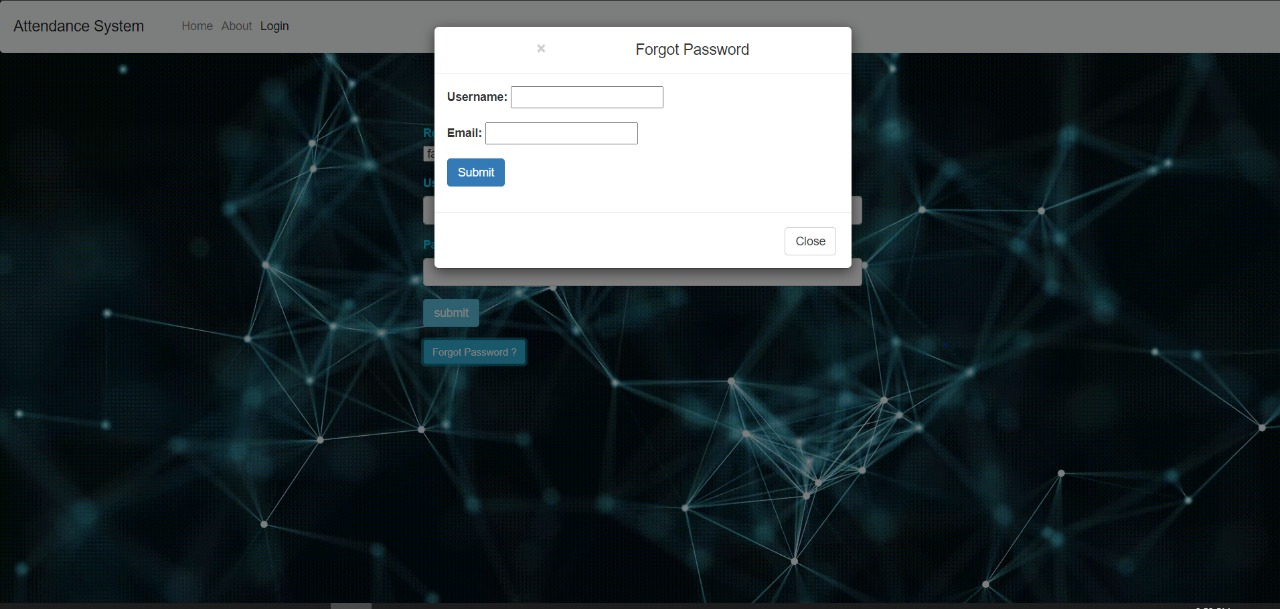 Attendance System Home About Login
× Forgot Password
Username:
Email:
Submit
Close
submit
Forgot Password ?